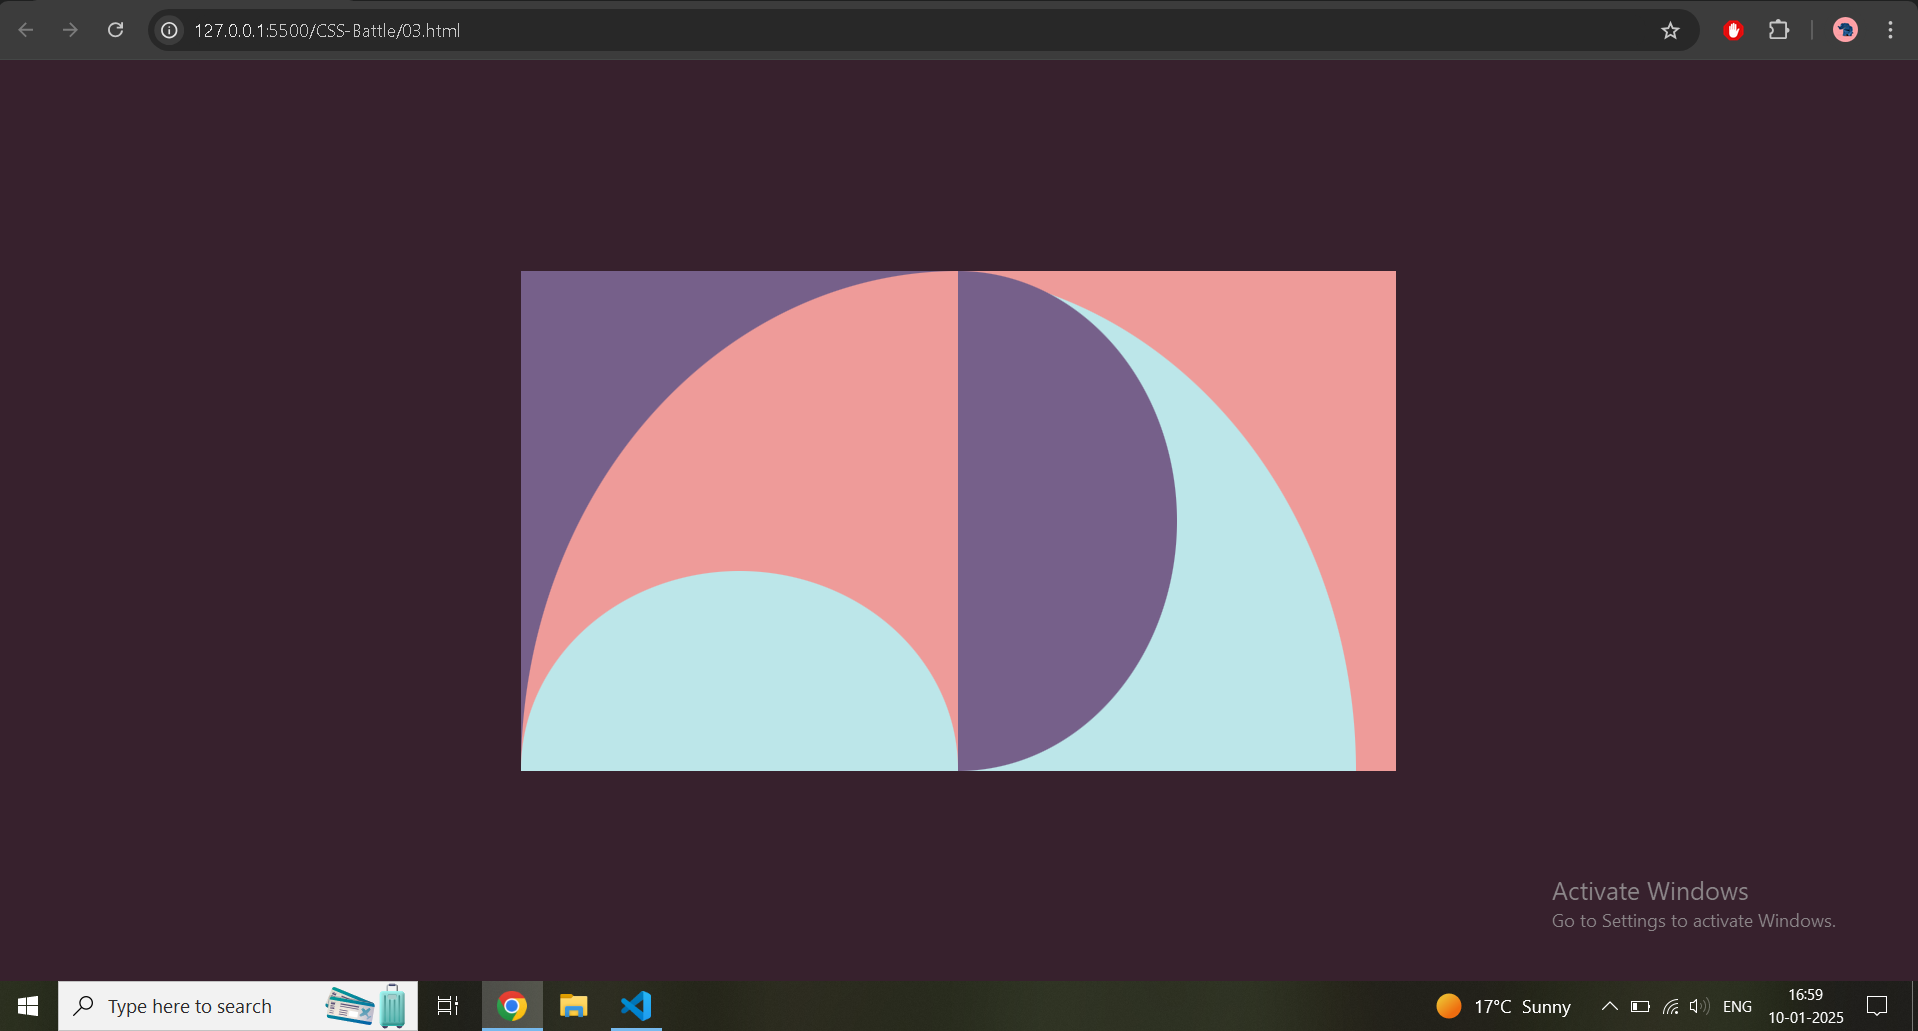 127.0.0.1:5500/CSS-Battle/03.html
Activate Windows
Go to Settings to activate Windows.
Type here to search
17°C Sunny
ENG
16:59
10-01-2025